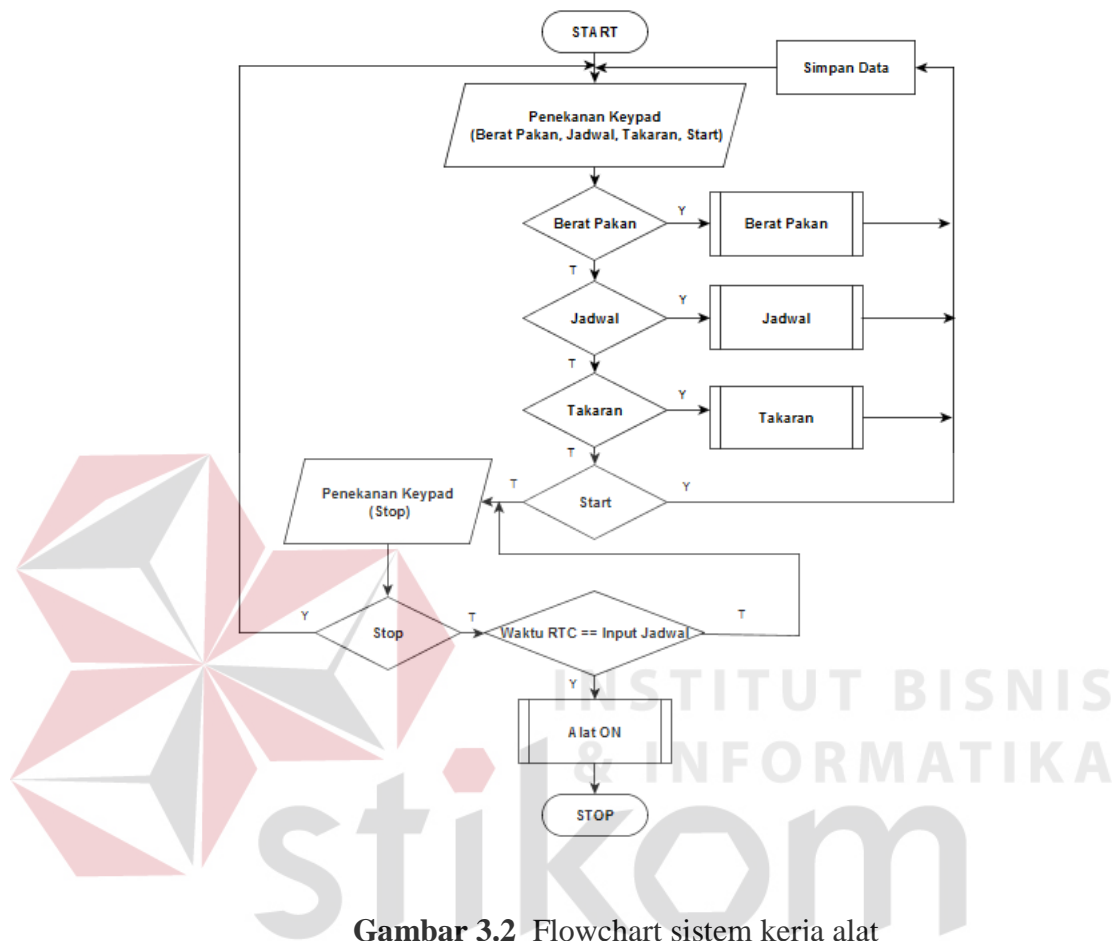 START
Simpan Data
Penekanan Keypad
(Berat Pakan, Jadwal, Takaran, Start)
Berat Pakan
Y
Berat Pakan
T
Jadwal
Y
Jadwal
T
Takaran
Y
Takaran
T
Start
T
Y
Penekanan Keypad
(Stop)
Stop
Y
T
Waktu RTC == Input Jadwal
T
Y
Alat ON
STOP
INSTITUT BISNIS
& INFORMATIKA
stikom
Gambar 3.2 Flowchart sistem kerja alat